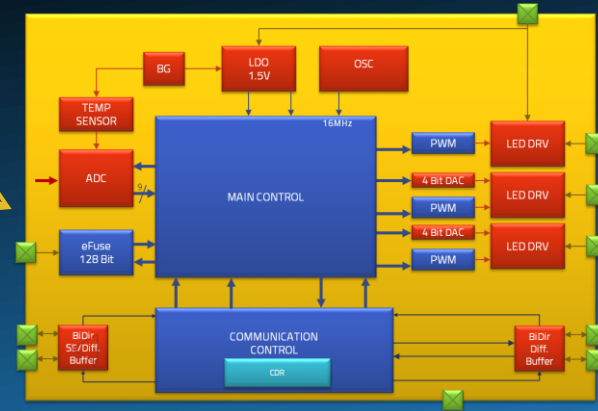 BG
LDO
1.5V
OSC
TEMP
SENSOR
16MHz
ADC
9/
MAIN CONTROL
PWM
LED DRV
4 Bit DAC
LED DRV
PWM
4 Bit DAC
LED DRV
PWM
eFuse
128 Bit
BiDir
SE/Diff.
Buffer
COMMUNICATION
CONTROL
CDR
BiDir
Diff.
Buffer